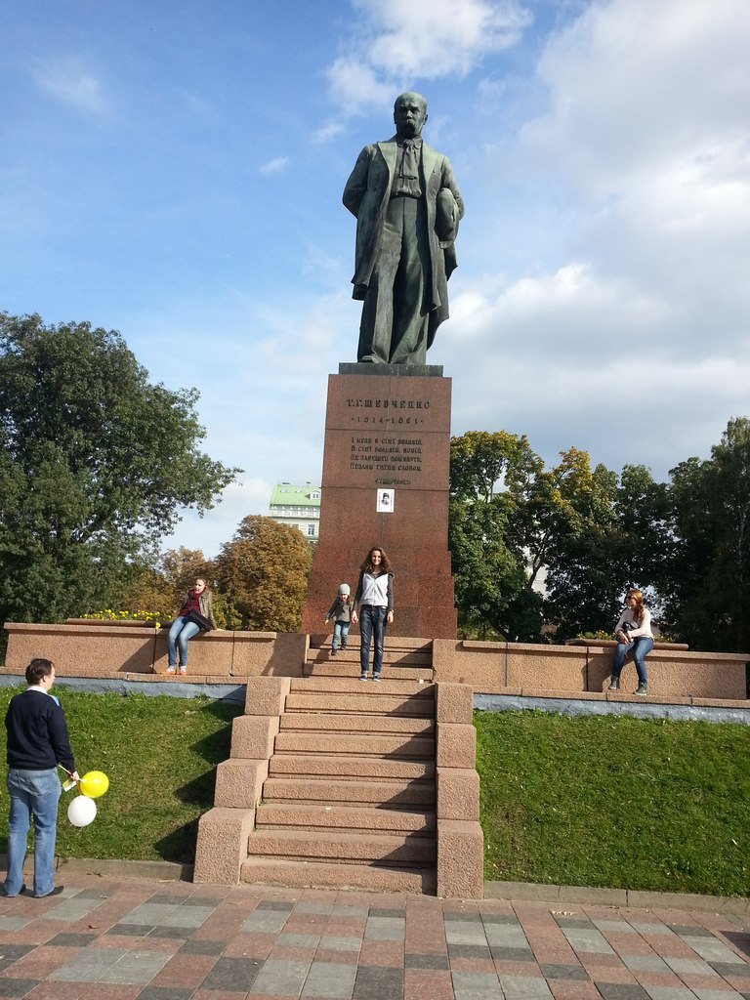 Т.Г.ШЕВЧЕНКО
-1814-1861-
І МЕНЕ В СІМ'Ї ВЕЛИКІЙ,
В СІМ'Ї ВОЛЬНІЙ, НОВІЙ,
НЕ ЗАБУДЬТЕ ПОМ'ЯНУТИ
НЕЗЛИМ ТИХИМ СЛОВОМ.